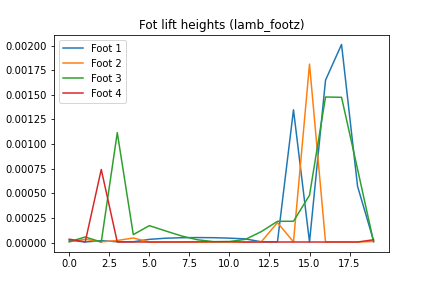 Fot lift heights (lamb_footz)
Foot 1
Foot 2
Foot 3
Foot 4
0.00200
0.00175
0.00150
0.00125
0.00100
0.00075
0.00050
0.00025
0.00000
0.0 2.5 5.0 7.5 10.0 12.5 15.0 17.5